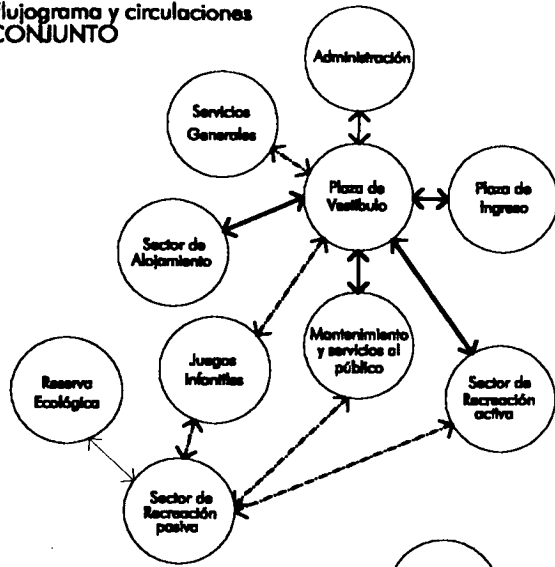 Flujograma y circulaciones
CONJUNTO
Administración
Servicios
Generales
Plaza de
Vestíbulo
Plaza de
Ingreso
Sector de
Alojamiento
Juegos
Infantiles
Mantenimiento
y servicios al
público
Reserva
Ecológica
Sector de
Recreación
activa
Sector de
Recreación
pasiva